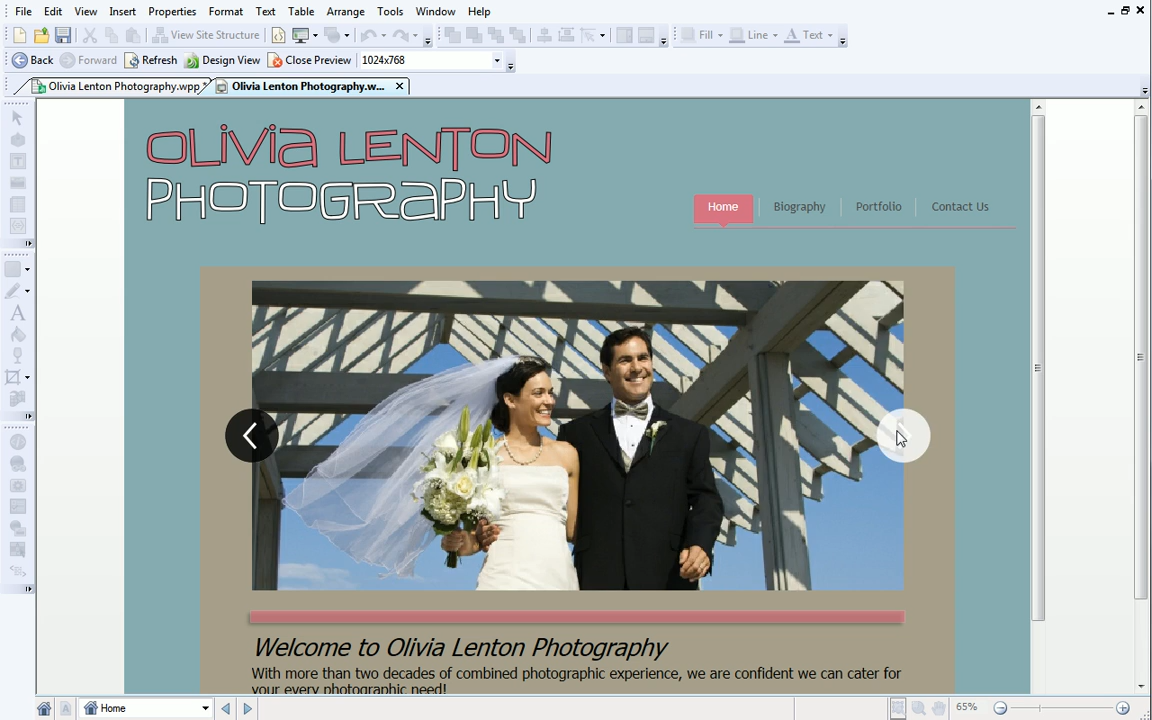 File Edit View Insert Properties Format Text Table Arrange Tools Window Help
View Site Structure Fill Line Text
Back Forward Refresh Design View Close Preview 1024x768
Olivia Lenton Photography.wpp * Olivia Lenton Photography.w...
OLIVIA LENTON
PHOTOGRAPHY
Home Biography Portfolio Contact Us
Welcome to Olivia Lenton Photography
With more than two decades of combined photographic experience, we are confident we can cater for
your every photographic need!
Home 65%